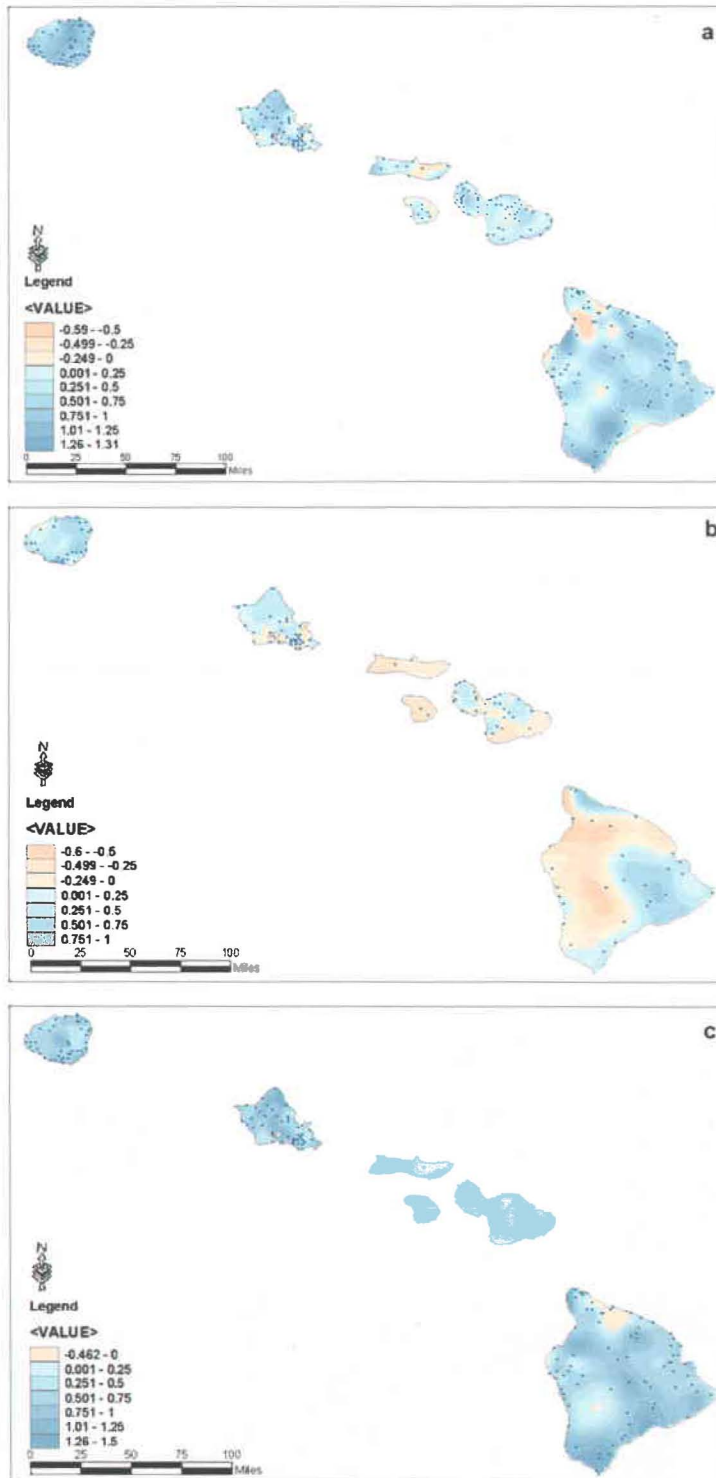 a
N
Legend
<VALUE>
-0.59 - -0.5
-0.499 - -0.25
-0.249 - 0
0.001 - 0.25
0.251 - 0.5
0.501 - 0.75
0.751 - 1
1.01 - 1.25
1.26 - 1.31
0 25 50 75 100
Miles
b
N
Legend
<VALUE>
-0.6 - -0.5
-0.499 - -0.25
-0.249 - 0
0.001 - 0.25
0.251 - 0.5
0.501 - 0.75
0.751 - 1
0 25 50 75 100
Miles
c
N
Legend
<VALUE>
-0.462 - 0
0.001 - 0.25
0.251 - 0.5
0.501 - 0.75
0.751 - 1
1.01 - 1.25
1.26 - 1.5
0 25 50 75 100
Miles